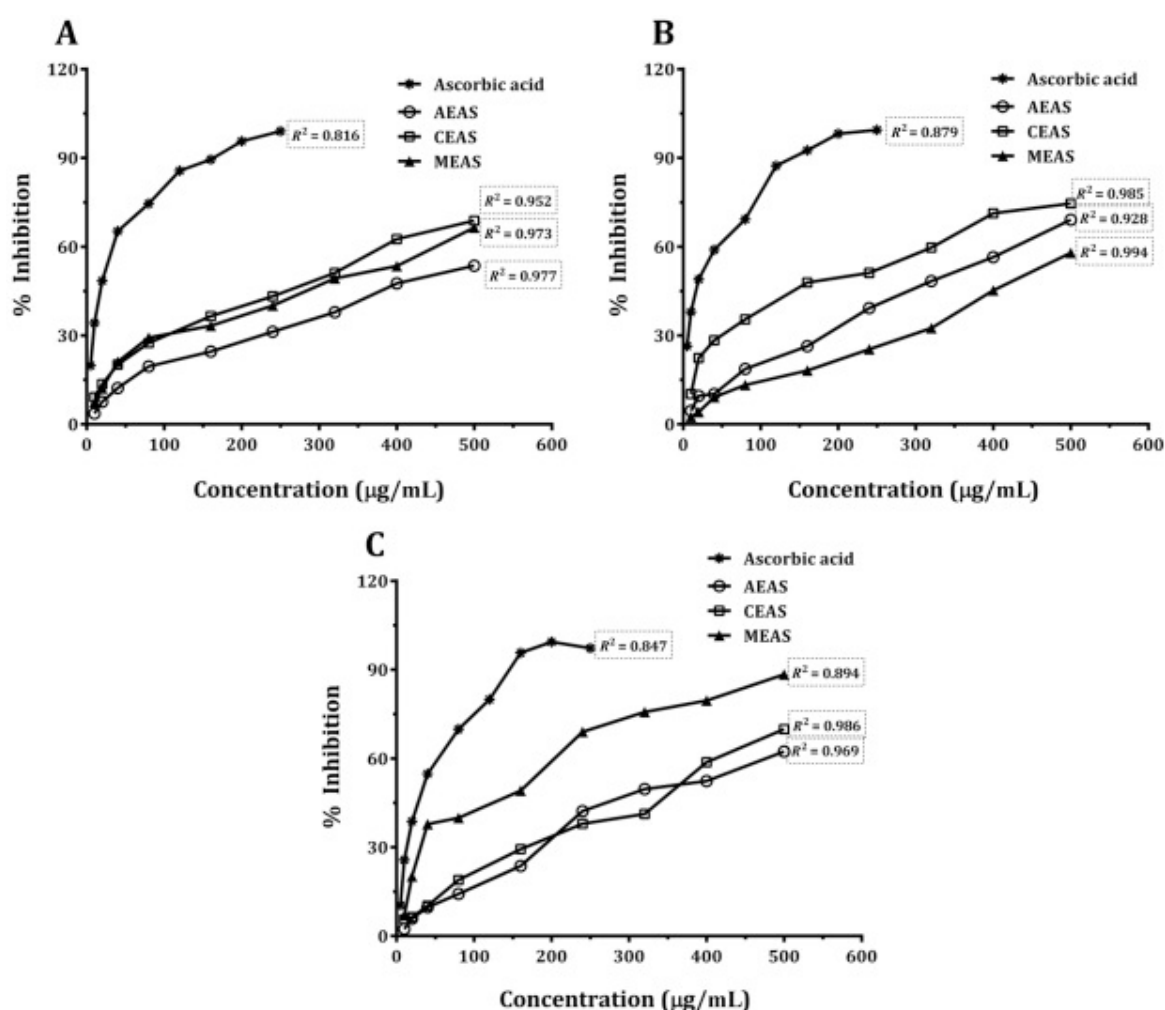 A
120
90
60
30
0
% Inhibition
Ascorbic acid
AEAS
CEAS
MEAS
R² = 0.816
R² = 0.952
R² = 0.973
R² = 0.977
0 100 200 300 400 500 600
Concentration (µg/mL)
B
120
90
60
30
0
% Inhibition
Ascorbic acid
AEAS
CEAS
MEAS
R² = 0.879
R² = 0.985
R² = 0.928
R² = 0.994
0 100 200 300 400 500 600
Concentration (µg/mL)
C
120
90
60
30
0
% Inhibition
Ascorbic acid
AEAS
CEAS
MEAS
R² = 0.847
R² = 0.894
R² = 0.986
R² = 0.969
0 100 200 300 400 500 600
Concentration (µg/mL)